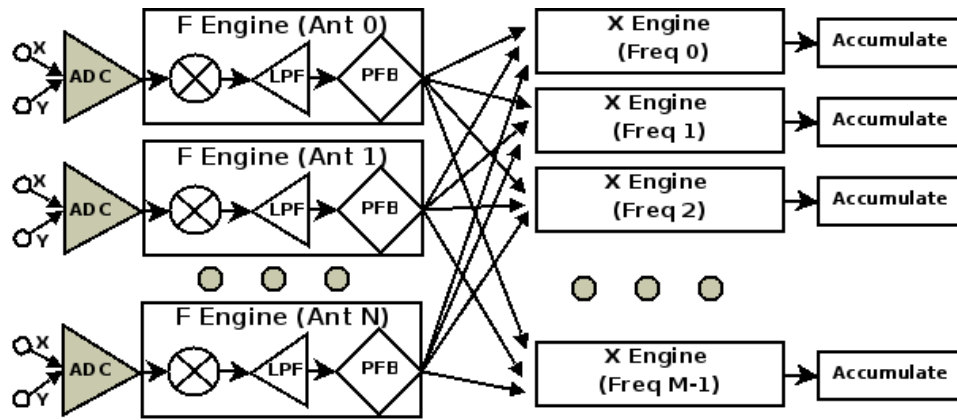 F Engine (Ant 0)
X
ADC
Y
LPF
PFB
F Engine (Ant 1)
X
ADC
Y
LPF
PFB
F Engine (Ant N)
X
ADC
Y
LPF
PFB
X Engine
(Freq 0)
Accumulate
X Engine
(Freq 1)
Accumulate
X Engine
(Freq 2)
Accumulate
X Engine
(Freq M-1)
Accumulate